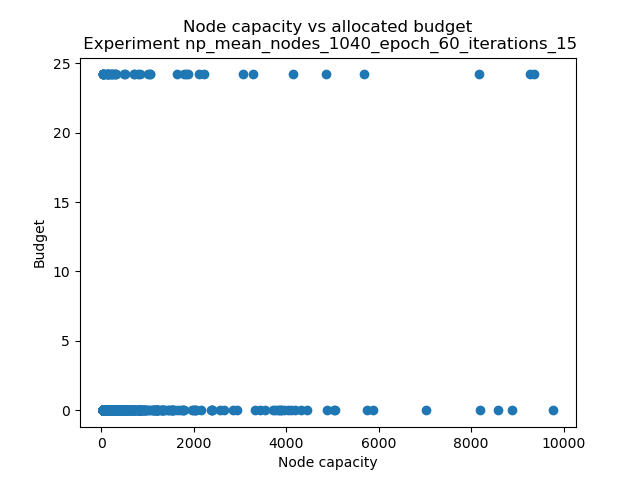 Node capacity vs allocated budget
Experiment np_mean_nodes_1040_epoch_60_iterations_15
25
20
15
10
5
0
Budget
0 2000 4000 6000 8000 10000
Node capacity